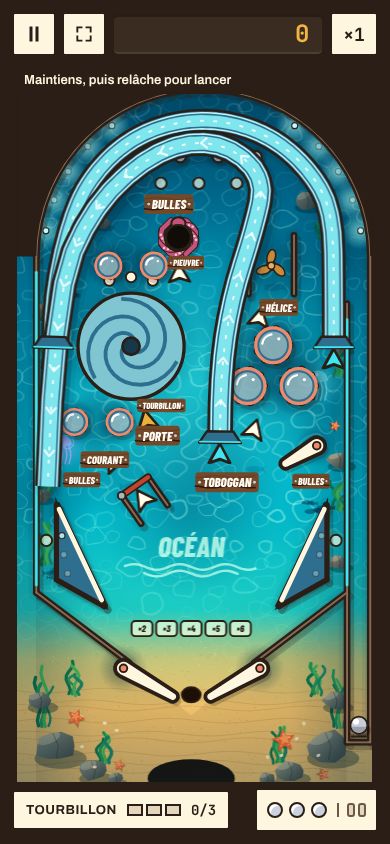 0
×1
Maintiens, puis relâche pour lancer
BULLES
PIEUVRE
HÉLICE
TOURBILLON
PORTE
COURANT
BULLES
TOBOGGAN
BULLES
OCÉAN
×2 ×3 ×4 ×5 ×6
TOURBILLON 0/3